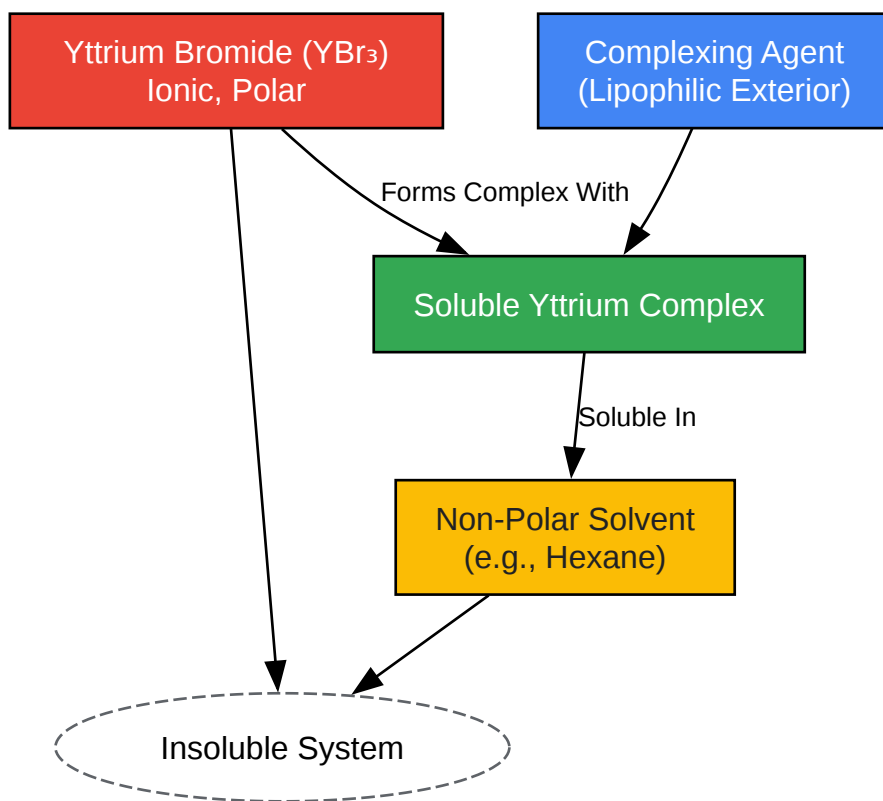 Yttrium Bromide (YBr₃)
Ionic, Polar
Complexing Agent
(Lipophilic Exterior)
Forms Complex With
Soluble Yttrium Complex
Soluble In
Non-Polar Solvent
(e.g., Hexane)
Insoluble System